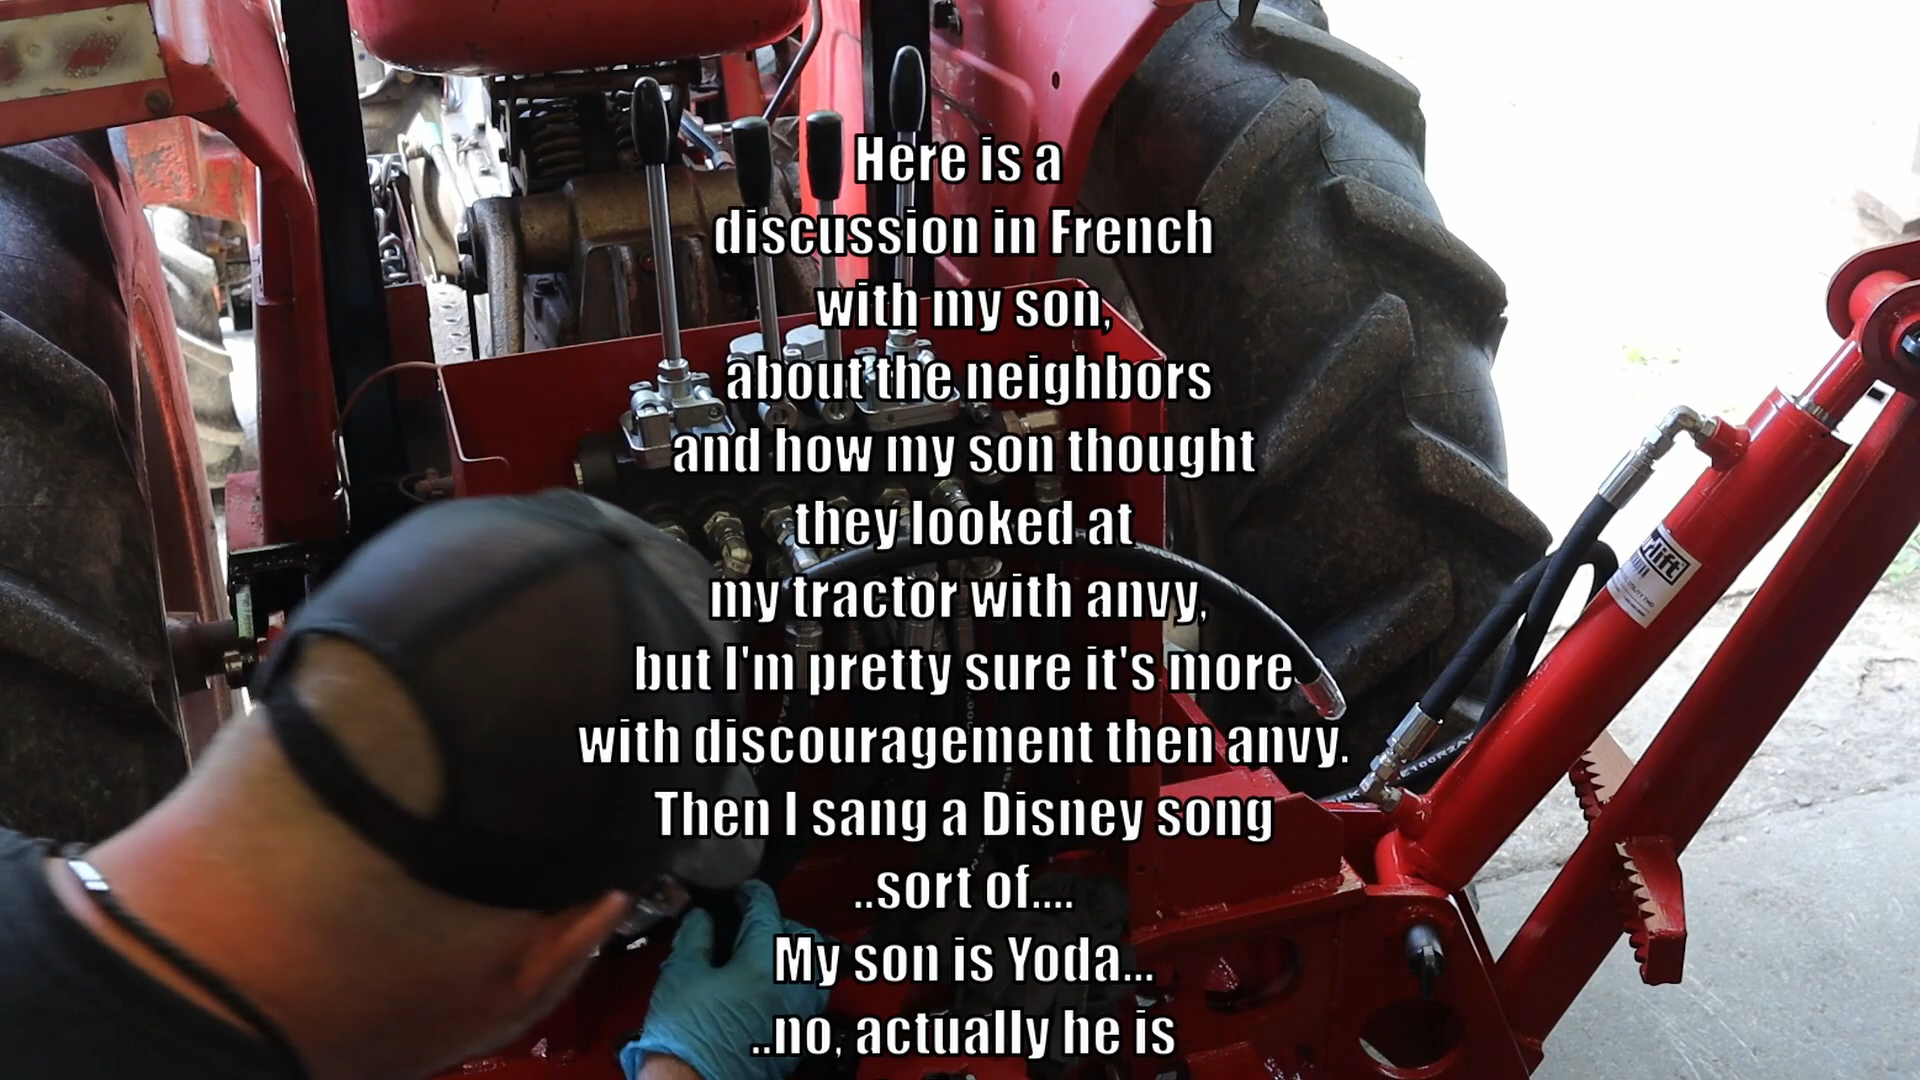 Here is a
discussion in French
with my son,
about the neighbors
and how my son thought
they looked at
my tractor with anvy,
but I'm pretty sure it's more
with discouragement then anvy.
Then I sang a Disney song
..sort of....
My son is Yoda...
..no, actually he is